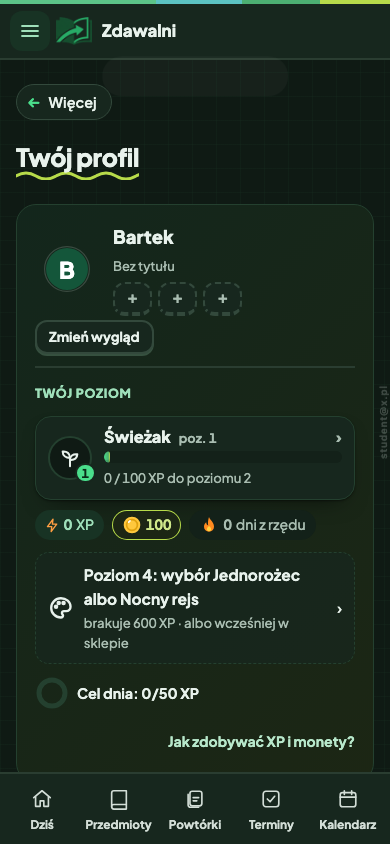 Zdawalni
Więcej
Twój profil
B
Bartek
Bez tytułu
+ + +
Zmień wygląd
TWÓJ POZIOM
Świeżak poz. 1
1
0 / 100 XP do poziomu 2
0 XP
100
0 dni z rzędu
Poziom 4: wybór Jednorożec
albo Nocny rejs
brakuje 600 XP · albo wcześniej w
sklepie
Cel dnia: 0/50 XP
Jak zdobywać XP i monety?
student@x.pl
Dziś
Przedmioty
Powtórki
Terminy
Kalendarz